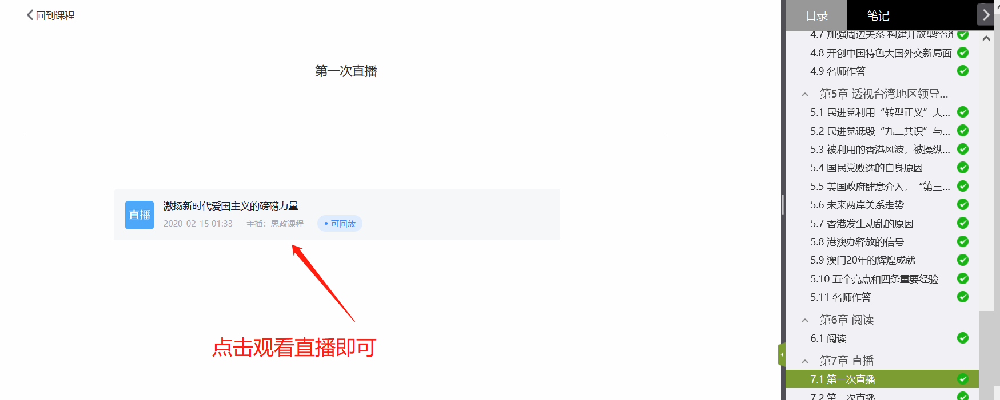 回到课程
第一次直播
直播
激扬新时代爱国主义的磅礴力量
2020-02-15 01:33 主播：思政课程 • 可回放
点击观看直播即可
目录 笔记
4.7 加强周边关系 构建开放型经济
4.8 开创中国特色大国外交新局面
4.9 名师作答
第5章 透视台湾地区领导...
5.1 民进党利用“转型正义”大...
5.2 民进党诋毁“九二共识”与...
5.3 被利用的香港风波，被操纵...
5.4 国民党败选的自身原因
5.5 美国政府肆意介入，“第三...
5.6 未来两岸关系走势
5.7 香港发生动乱的原因
5.8 港澳办释放的信号
5.9 澳门20年的辉煌成就
5.10 五个亮点和四条重要经验
5.11 名师作答
第6章 阅读
6.1 阅读
第7章 直播
7.1 第一次直播
7.2 第二次直播